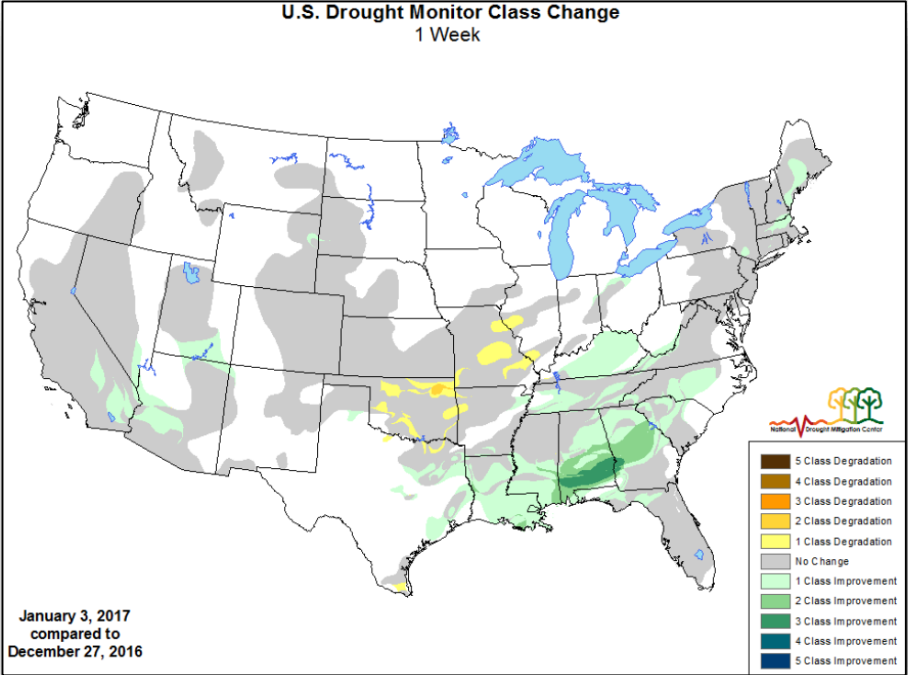 U.S. Drought Monitor Class Change
1 Week
National Drought Mitigation Center
5 Class Degradation
4 Class Degradation
3 Class Degradation
2 Class Degradation
1 Class Degradation
No Change
1 Class Improvement
2 Class Improvement
3 Class Improvement
4 Class Improvement
5 Class Improvement
January 3, 2017
compared to
December 27, 2016